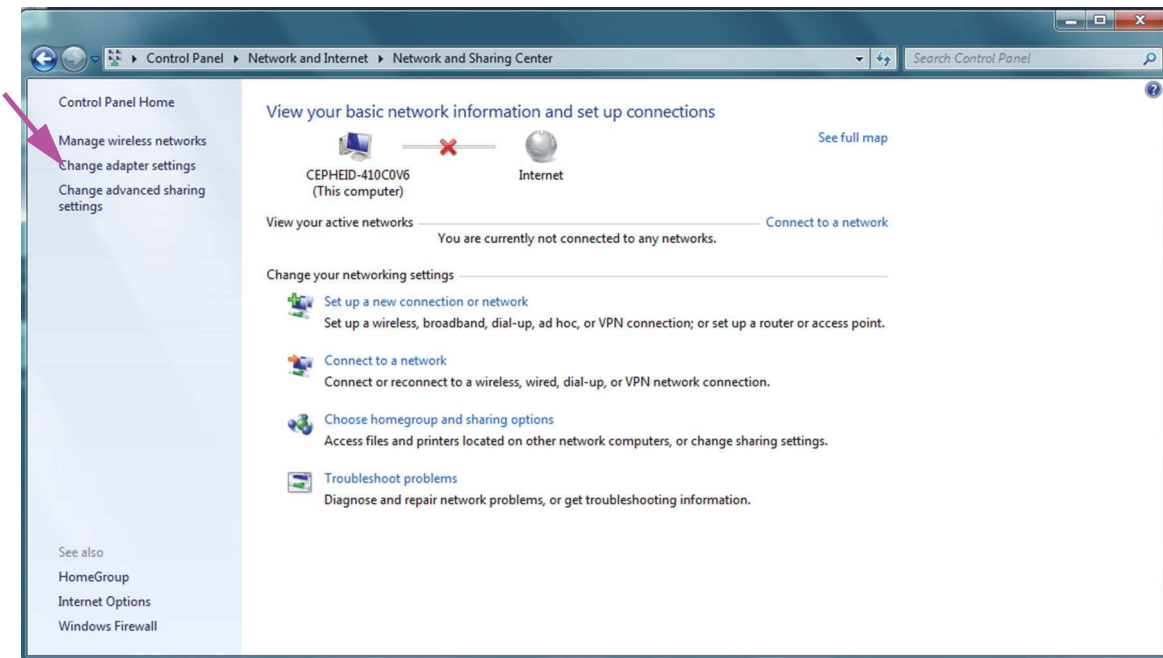 Control Panel ▸ Network and Internet ▸ Network and Sharing Center
Search Control Panel
Control Panel Home
Manage wireless networks
Change adapter settings
Change advanced sharing
settings
View your basic network information and set up connections
See full map
CEPHEID-410C0V6
(This computer)
Internet
View your active networks
Connect to a network
You are currently not connected to any networks.
Change your networking settings
Set up a new connection or network
Set up a wireless, broadband, dial-up, ad hoc, or VPN connection; or set up a router or access point.
Connect to a network
Connect or reconnect to a wireless, wired, dial-up, or VPN network connection.
Choose homegroup and sharing options
Access files and printers located on other network computers, or change sharing settings.
Troubleshoot problems
Diagnose and repair network problems, or get troubleshooting information.
See also
HomeGroup
Internet Options
Windows Firewall